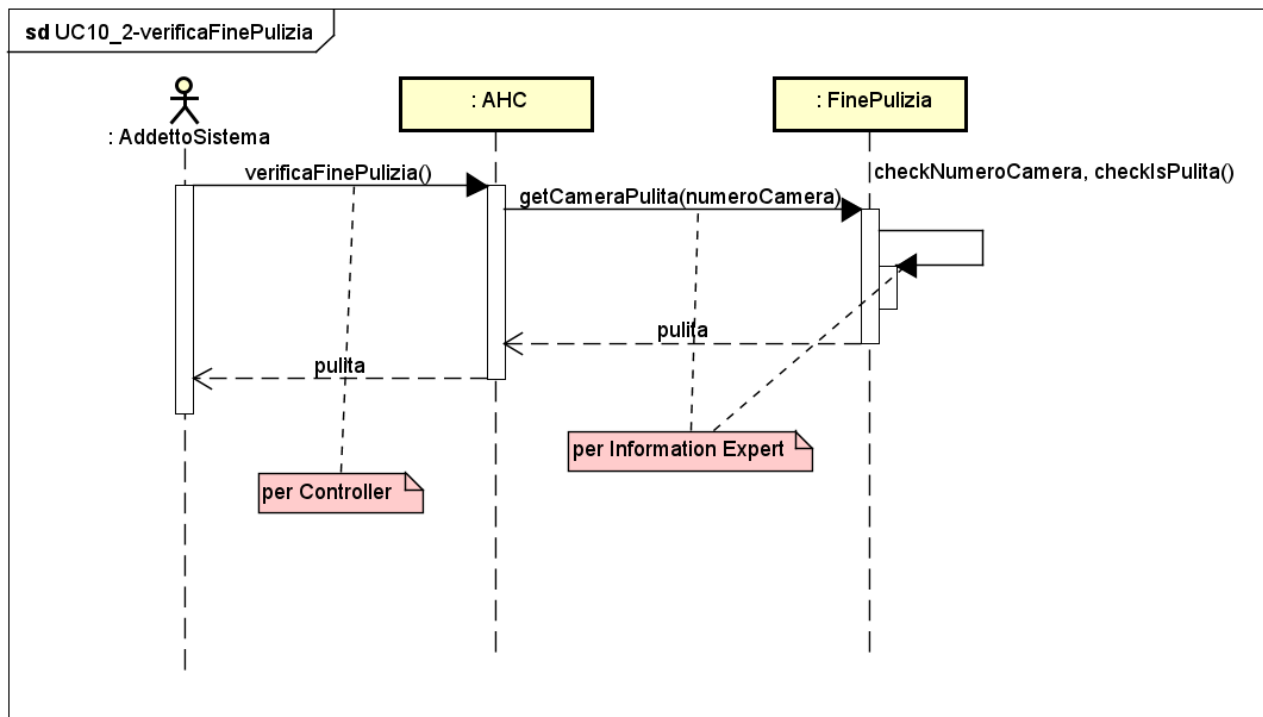 sd UC10_2-verificaFinePulizia
: AddettoSistema
: AHC
: FinePulizia
verificaFinePulizia()
checkNumeroCamera, checkIsPulita()
getCameraPulita(numeroCamera)
pulita
pulita
per Information Expert
per Controller